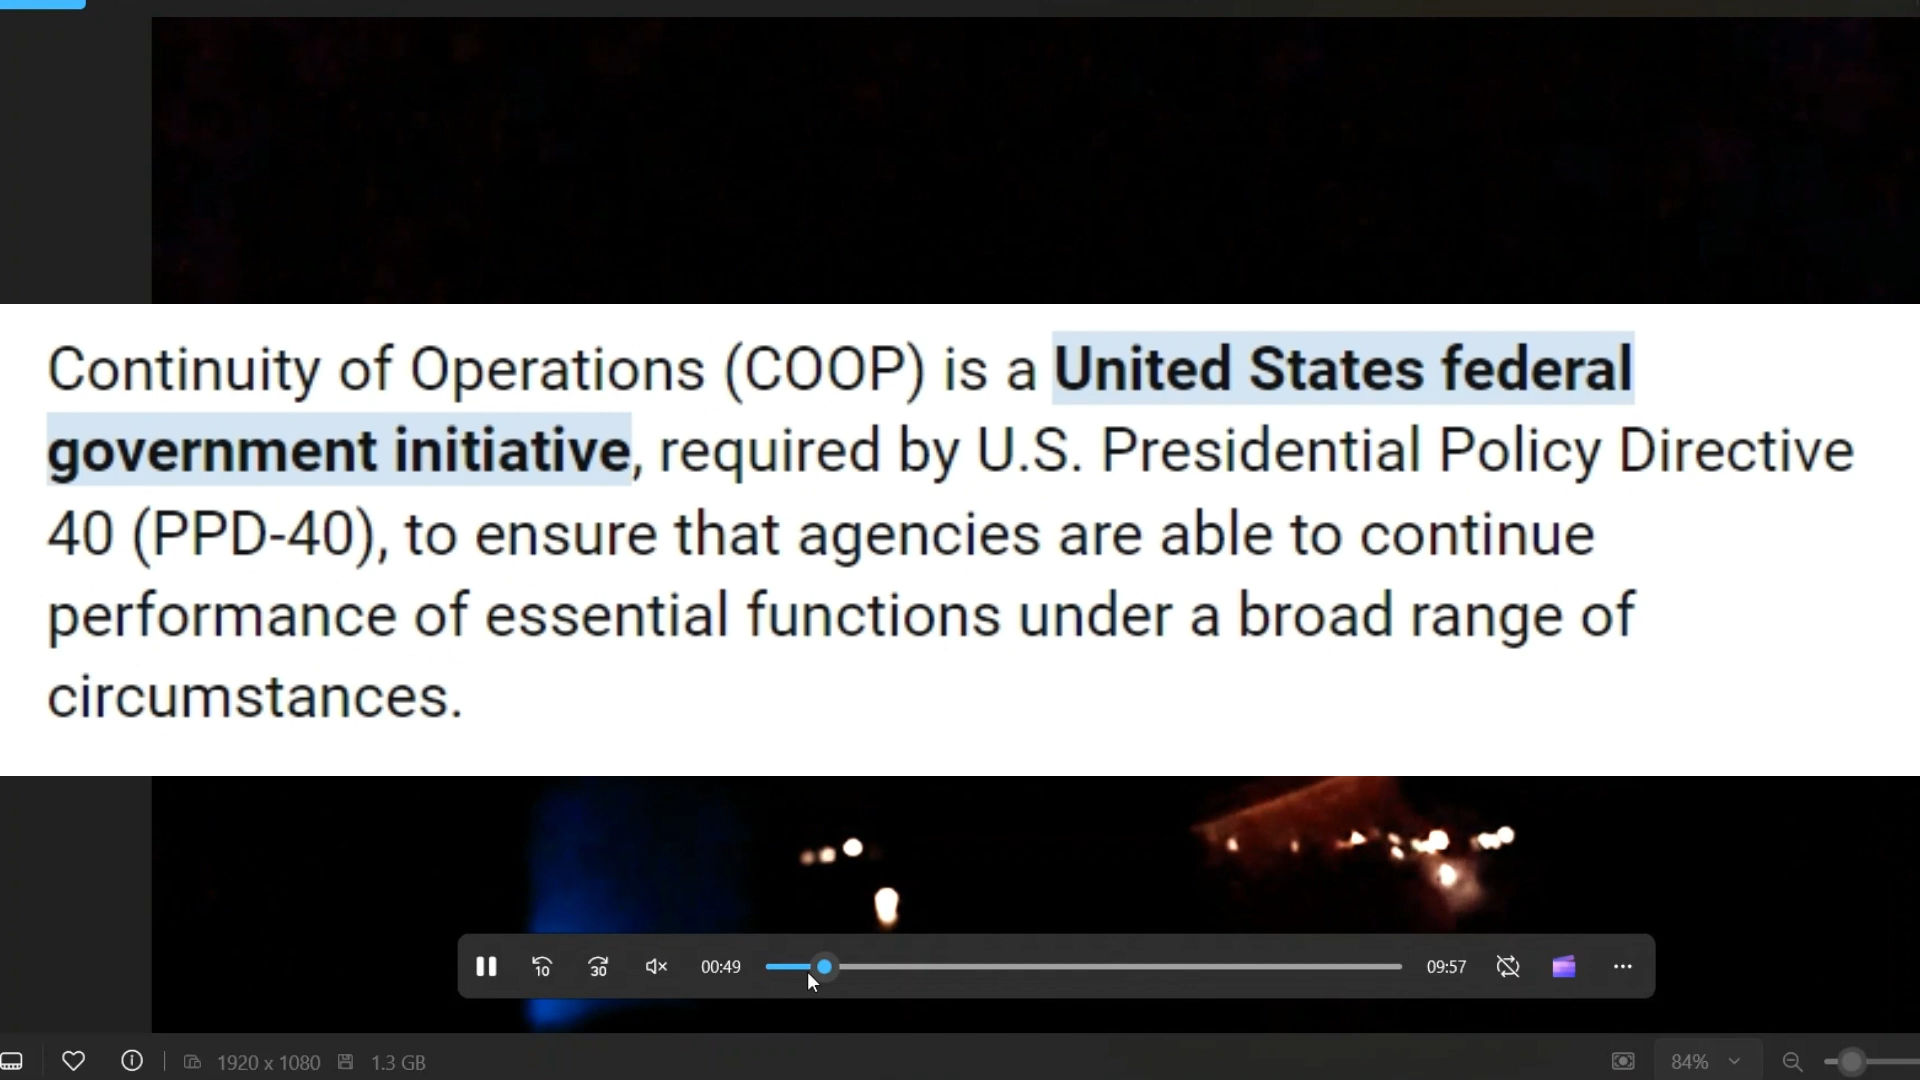 Continuity of Operations (COOP) is a United States federal
government initiative, required by U.S. Presidential Policy Directive
40 (PPD-40), to ensure that agencies are able to continue
performance of essential functions under a broad range of
circumstances.
10
30
00:49
09:57
1920 x 1080
1.3 GB
84%